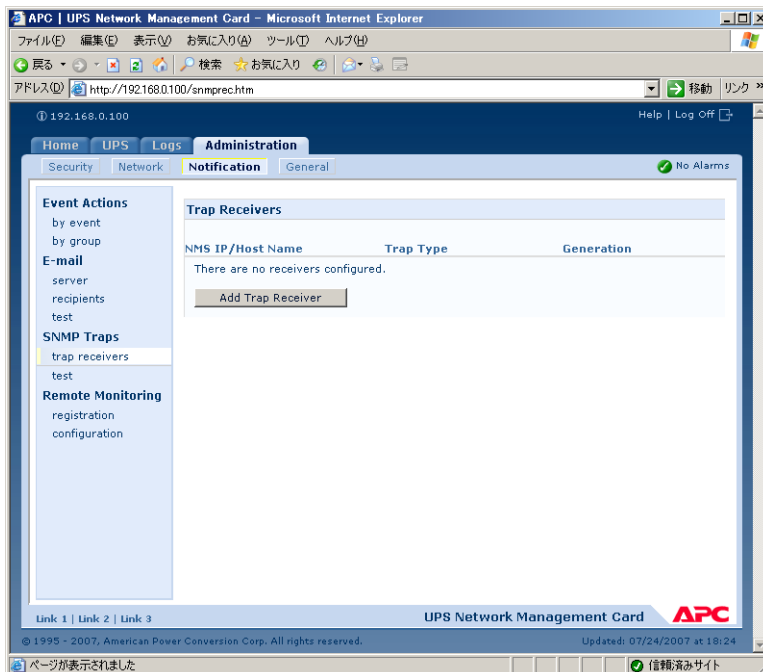 APC | UPS Network Management Card - Microsoft Internet Explorer
ファイル(F) 編集(E) 表示(V) お気に入り(A) ツール(T) ヘルプ(H)
戻る 検索 お気に入り
アドレス(D) http://192.168.0.100/snmprec.htm 移動 リンク »
192.168.0.100 Help | Log Off
Home UPS Logs Administration
Security Network Notification General No Alarms
Event Actions
by event
by group
E-mail
server
recipients
test
SNMP Traps
trap receivers
test
Remote Monitoring
registration
configuration
Trap Receivers
NMS IP/Host Name Trap Type Generation
There are no receivers configured.
Add Trap Receiver
Link 1 | Link 2 | Link 3 UPS Network Management Card APC
© 1995 - 2007, American Power Conversion Corp. All rights reserved. Updated: 07/24/2007 at 18:24
ページが表示されました 信頼済みサイト